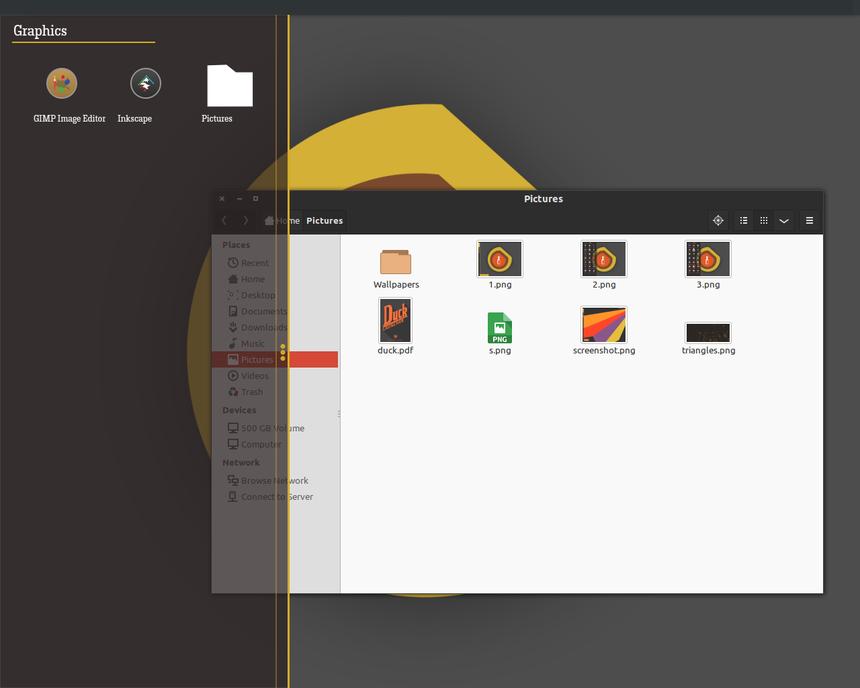 Graphics
GIMP Image Editor Inkscape Pictures
Pictures
Home Pictures
Places
Recent
Home
Desktop
Documents
Downloads
Music
Pictures
Videos
Trash
Devices
500 GB Volume
Computer
Network
Browse Network
Connect to Server
Wallpapers 1.png 2.png 3.png
Duck
PNG
duck.pdf s.png screenshot.png triangles.png